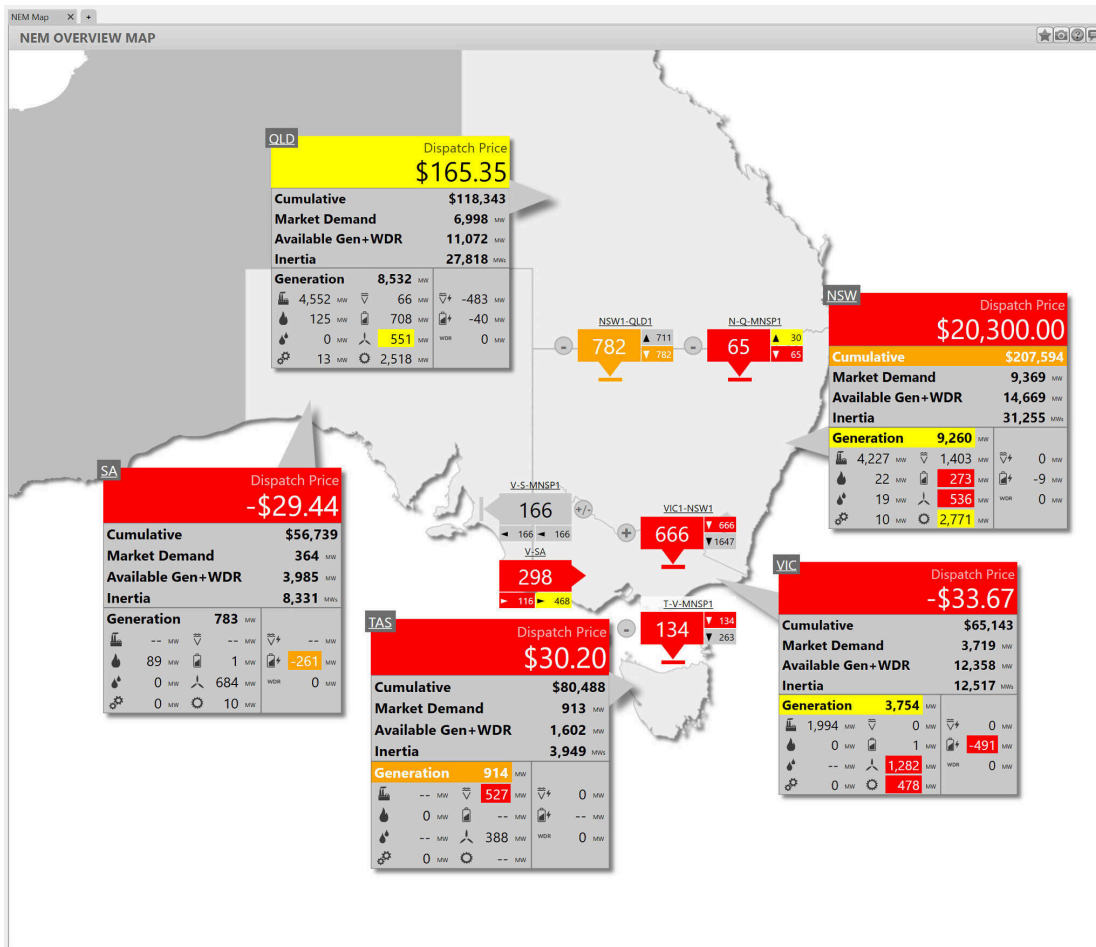 NEM Map
NEM OVERVIEW MAP
QLD
Dispatch Price
$165.35
Cumulative $118,343
Market Demand 6,998 MW
Available Gen+WDR 11,072 MW
Inertia 27,818 MWs
Generation 8,532 MW
4,552 MW 66 MW -483 MW
125 MW 708 MW -40 MW
0 MW 551 MW WDR 0 MW
13 MW 2,518 MW
NSW1-QLD1
- 782 ▲ 711
▼ 782
N-Q-MNSP1
- 65 ▲ 30
▼ 65
NSW
Dispatch Price
$20,300.00
Cumulative $207,594
Market Demand 9,369 MW
Available Gen+WDR 14,669 MW
Inertia 31,255 MWs
Generation 9,260 MW
4,227 MW 1,403 MW 0 MW
22 MW 273 MW -9 MW
19 MW 536 MW WDR 0 MW
10 MW 2,771 MW
SA
Dispatch Price
-$29.44
Cumulative $56,739
Market Demand 364 MW
Available Gen+WDR 3,985 MW
Inertia 8,331 MWs
Generation 783 MW
-- MW -- MW -- MW
89 MW 1 MW -261 MW
0 MW 684 MW WDR 0 MW
0 MW 10 MW
V-S-MNSP1
166 +/-
◄ 166 ◄ 166
V-SA
298
► 116 ► 468
VIC1-NSW1
+ 666 ▼ 666
▼ 1647
T-V-MNSP1
- 134 ▼ 134
▼ 263
TAS
Dispatch Price
$30.20
Cumulative $80,488
Market Demand 913 MW
Available Gen+WDR 1,602 MW
Inertia 3,949 MWs
Generation 914 MW
-- MW 527 MW 0 MW
0 MW -- MW -- MW
-- MW 388 MW WDR 0 MW
0 MW -- MW
VIC
Dispatch Price
-$33.67
Cumulative $65,143
Market Demand 3,719 MW
Available Gen+WDR 12,358 MW
Inertia 12,517 MWs
Generation 3,754 MW
1,994 MW 0 MW 0 MW
0 MW 1 MW -491 MW
-- MW 1,282 MW WDR 0 MW
0 MW 478 MW